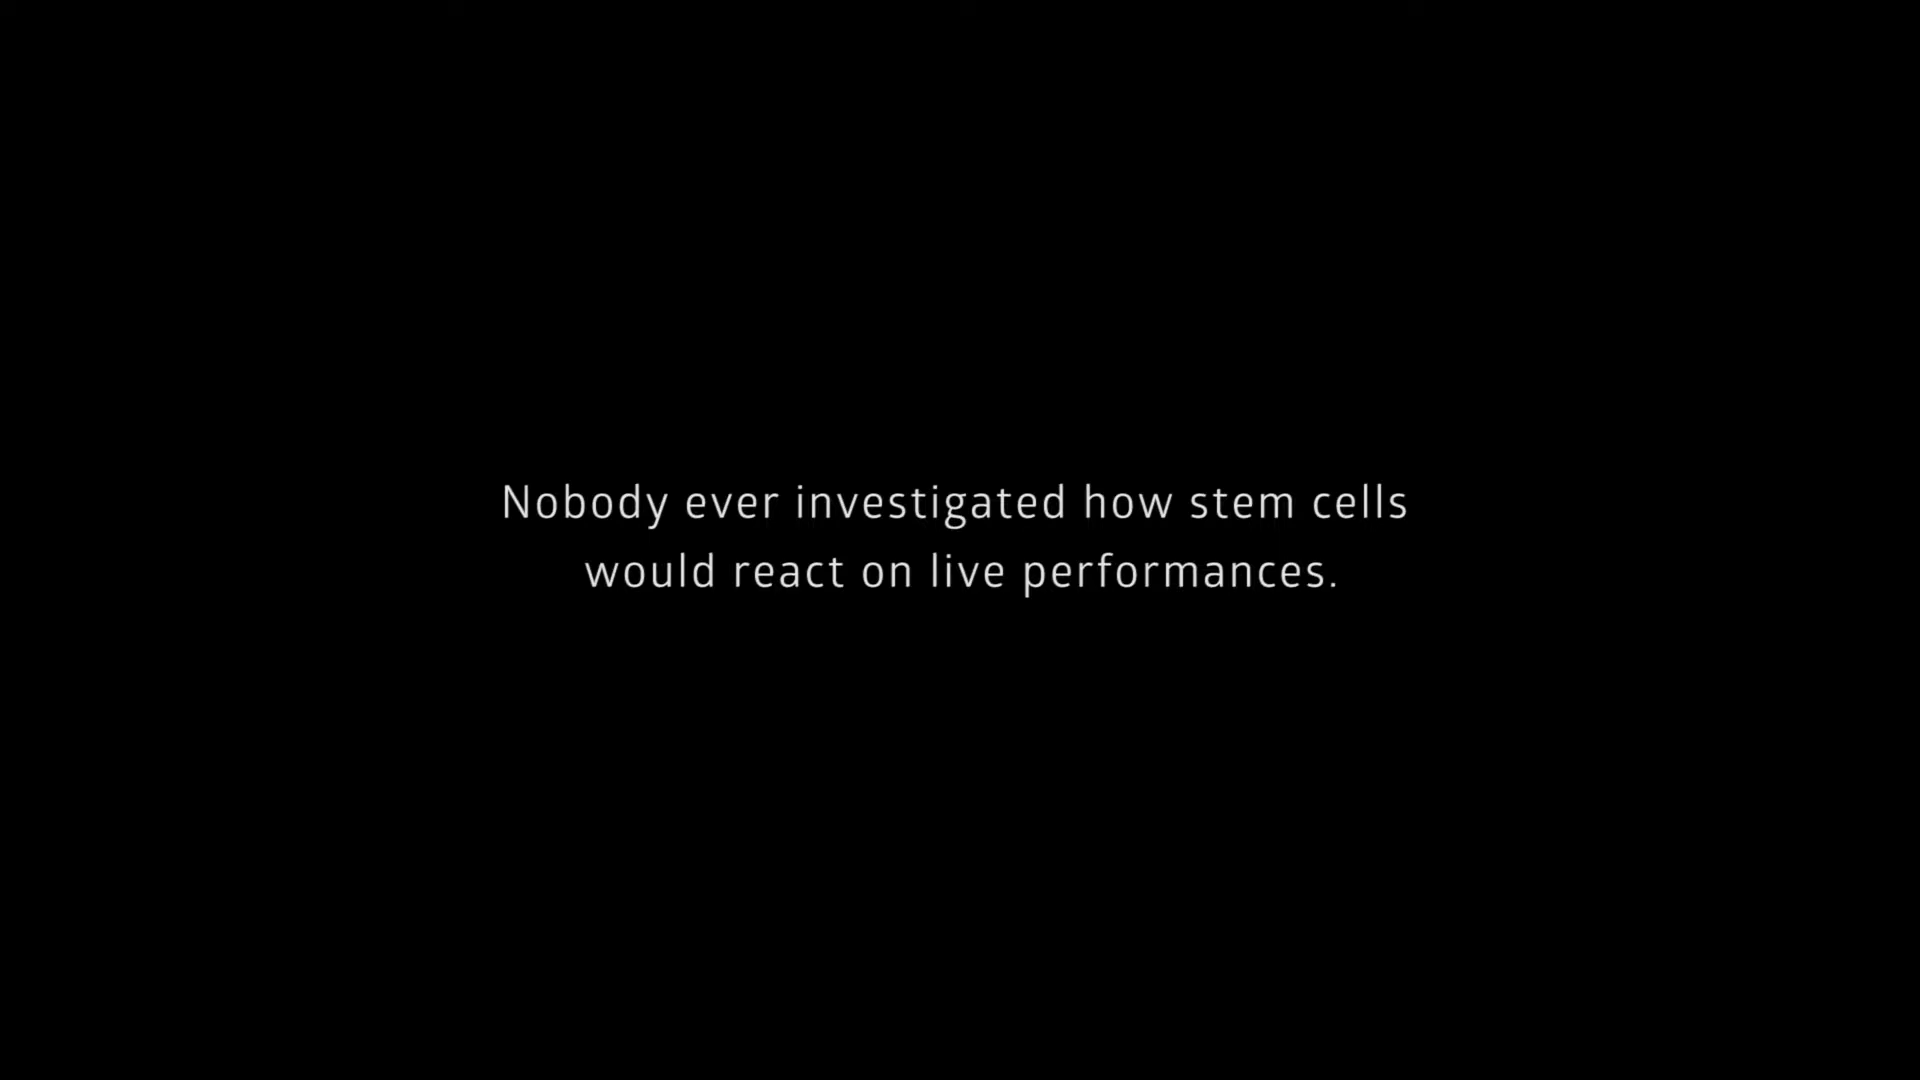 Nobody ever investigated how stem cells
would react on live performances.